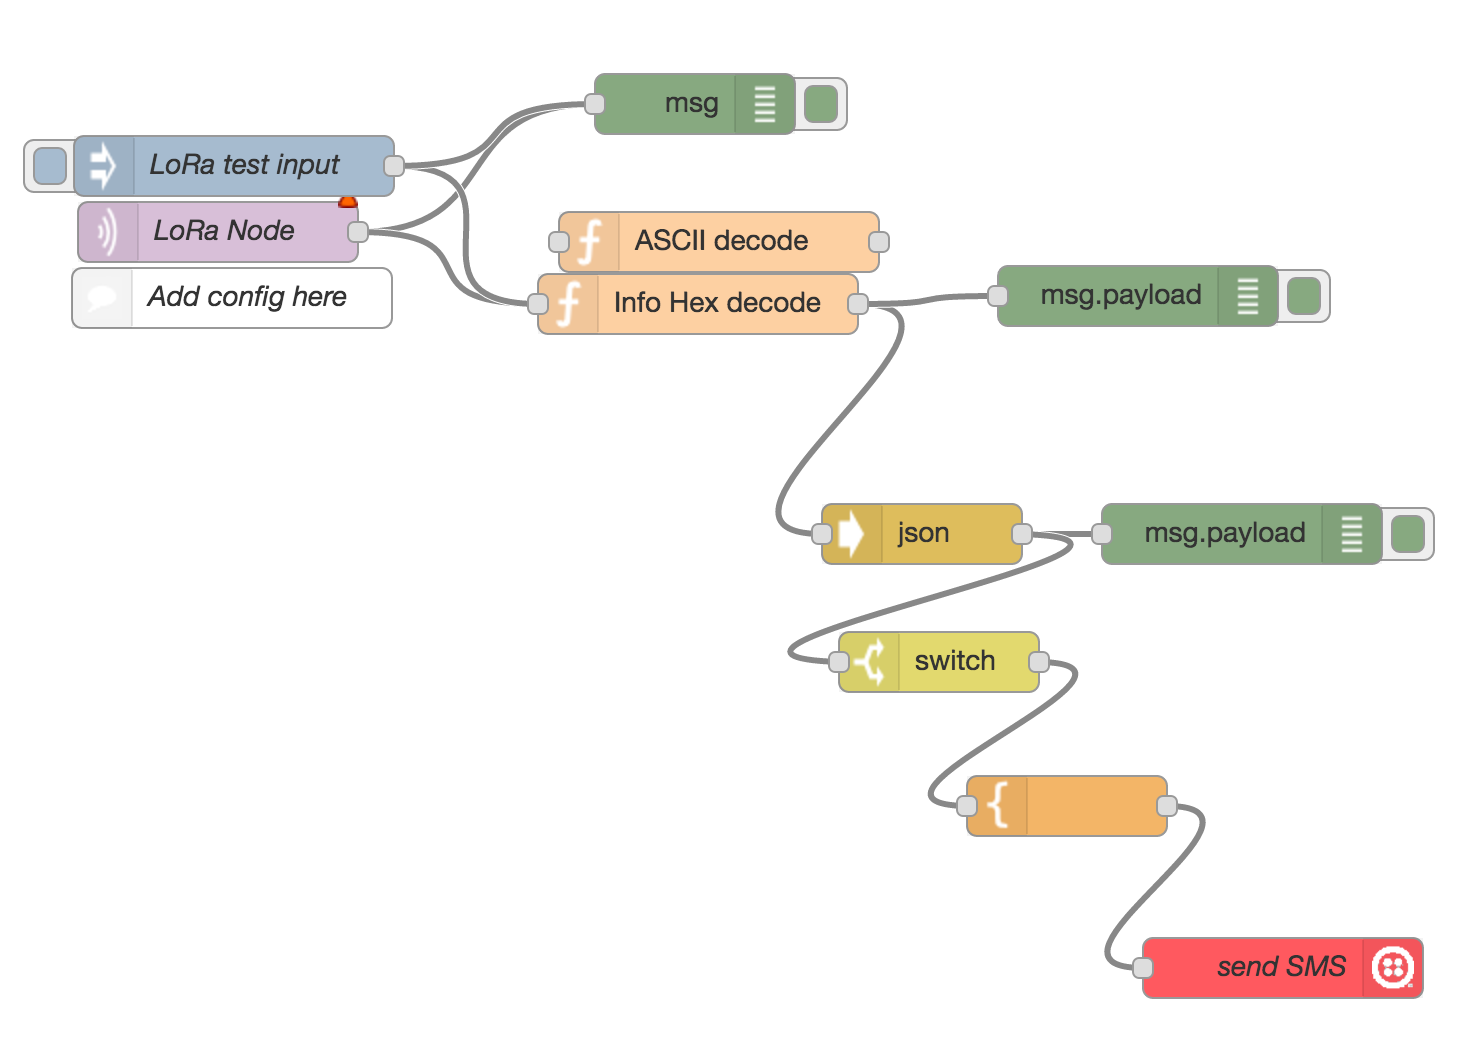 msg
LoRa test input
LoRa Node
ASCII decode
Add config here
Info Hex decode
msg.payload
json
msg.payload
switch
{
send SMS